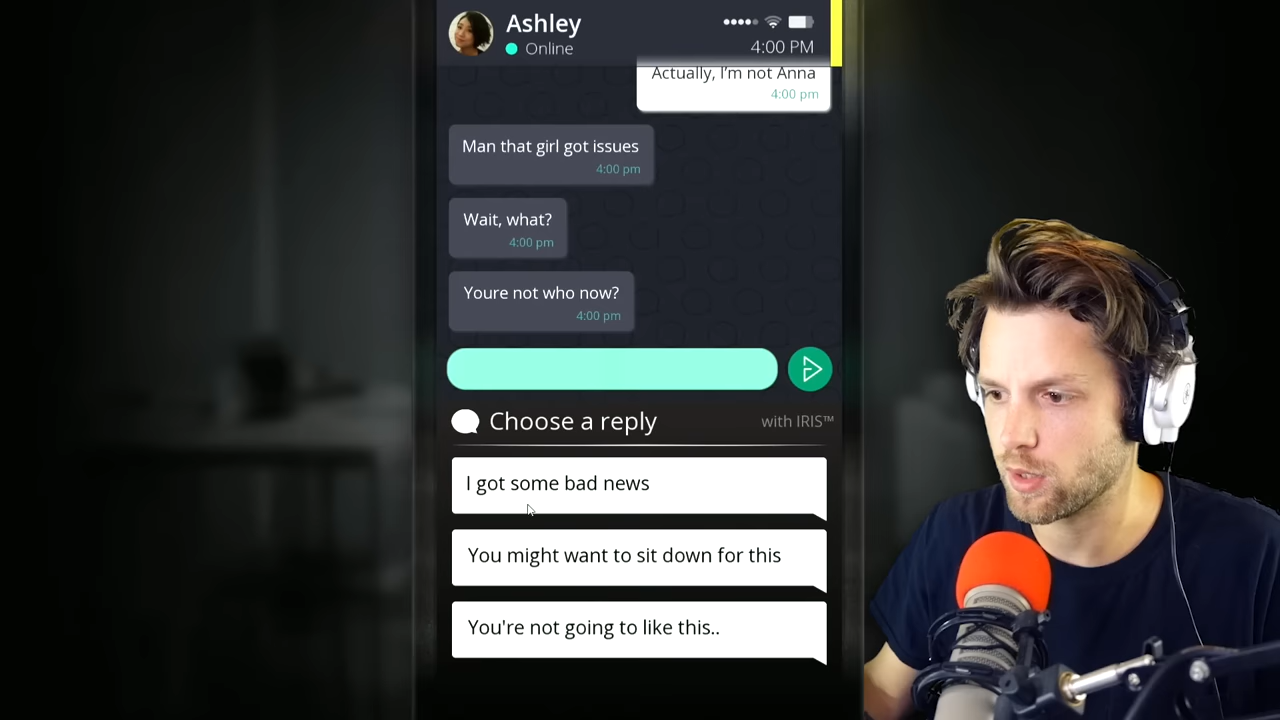 Ashley
Online
4:00 PM
Actually, I'm not Anna
4:00 pm
Man that girl got issues
4:00 pm
Wait, what?
4:00 pm
Youre not who now?
4:00 pm
Choose a reply
with IRIS™
I got some bad news
You might want to sit down for this
You're not going to like this..